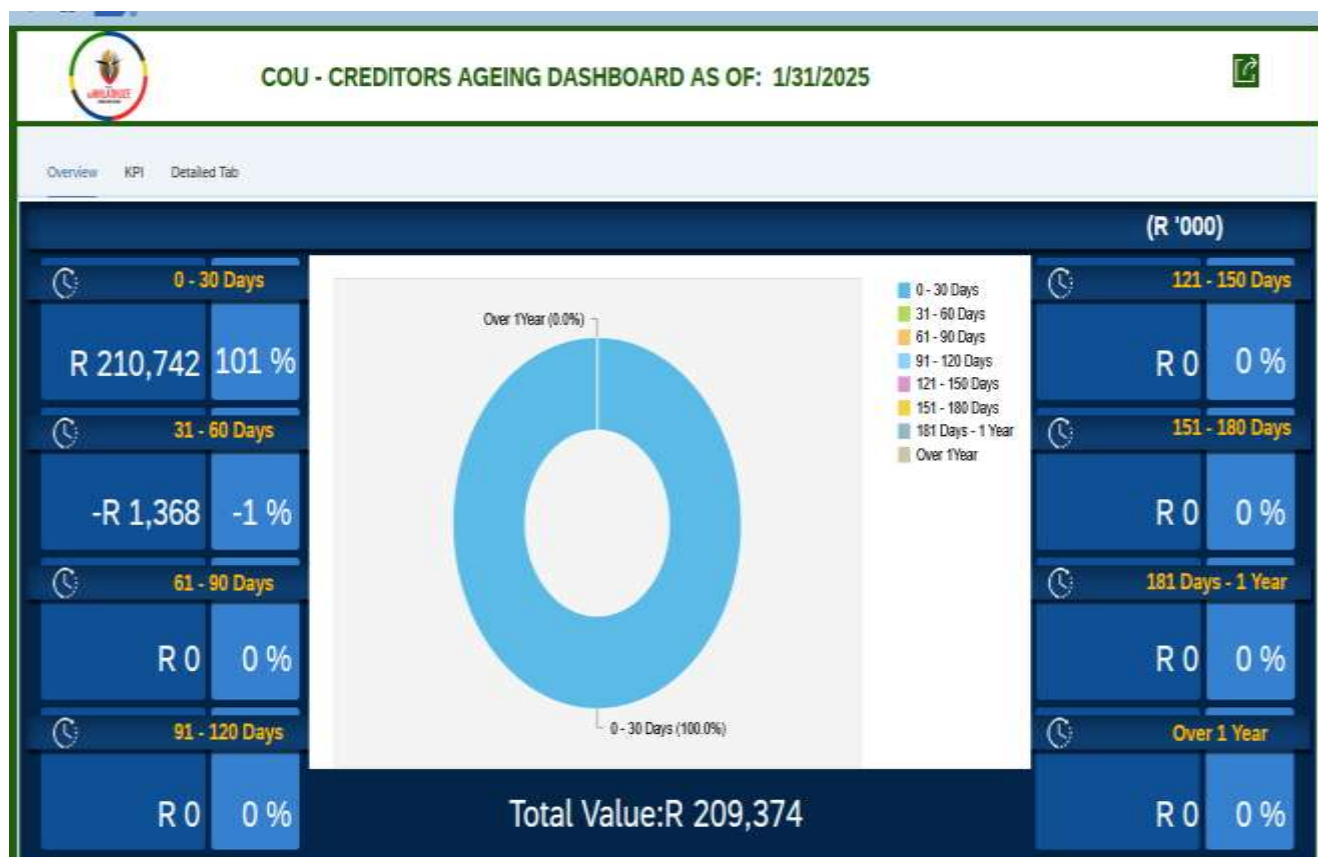 COU - CREDITORS AGEING DASHBOARD AS OF: 1/31/2025
Overview KPI Detailed Tab
(R '000)
0 - 30 Days
R 210,742 101 %
31 - 60 Days
-R 1,368 -1 %
61 - 90 Days
R 0 0 %
91 - 120 Days
R 0 0 %
Over 1Year (0.0%)
0 - 30 Days (100.0%)
0 - 30 Days
31 - 60 Days
61 - 90 Days
91 - 120 Days
121 - 150 Days
151 - 180 Days
181 Days - 1 Year
Over 1Year
Total Value:R 209,374
121 - 150 Days
R 0 0 %
151 - 180 Days
R 0 0 %
181 Days - 1 Year
R 0 0 %
Over 1 Year
R 0 0 %